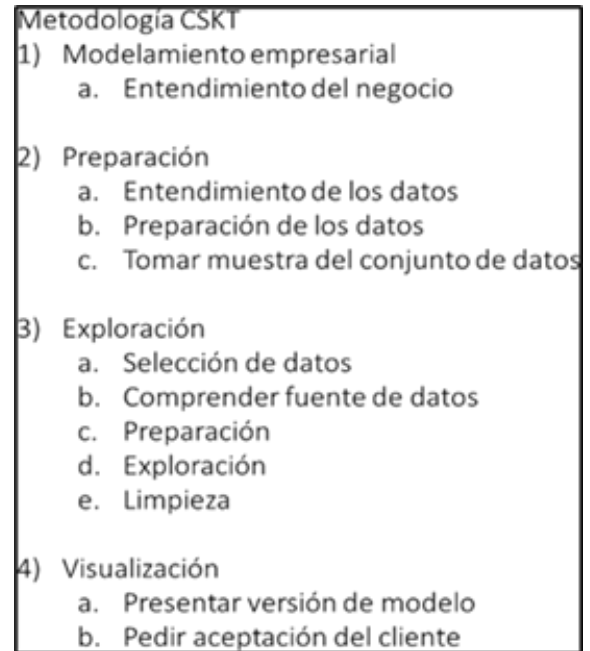 Metodología CSKT
1) Modelamiento empresarial
a. Entendimiento del negocio
2) Preparación
a. Entendimiento de los datos
b. Preparación de los datos
c. Tomar muestra del conjunto de datos
3) Exploración
a. Selección de datos
b. Comprender fuente de datos
c. Preparación
d. Exploración
e. Limpieza
4) Visualización
a. Presentar versión de modelo
b. Pedir aceptación del cliente